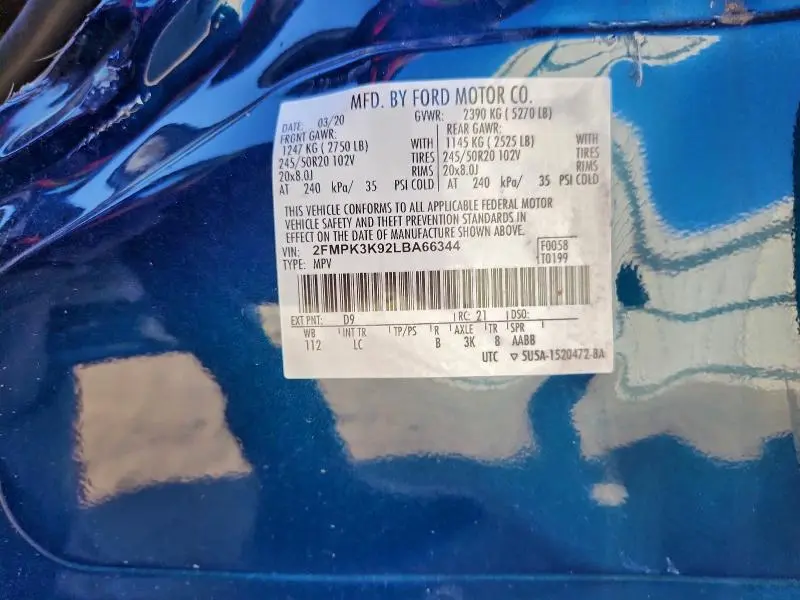 MFD. BY FORD MOTOR CO.
DATE: 03/20 GVWR: 2390 KG ( 5270 LB)
FRONT GAWR: REAR GAWR:
1247 KG ( 2750 LB) WITH 1145 KG ( 2525 LB) WITH
245/50R20 102V TIRES 245/50R20 102V TIRES
20x8.0J RIMS 20x8.0J RIMS
AT 240 kPa/ 35 PSI COLD AT 240 kPa/ 35 PSI COLD
THIS VEHICLE CONFORMS TO ALL APPLICABLE FEDERAL MOTOR
VEHICLE SAFETY AND THEFT PREVENTION STANDARDS IN
EFFECT ON THE DATE OF MANUFACTURE SHOWN ABOVE.
VIN: 2FMPK3K92LBA66344 F0058
TYPE: MPV T0199
EXT PNT: D9 RC: 21 DSO:
WB INT TR TP/PS R AXLE TR SPR
112 LC B 3K 8 AABB
UTC ▽ 5U5A-1520472-BA